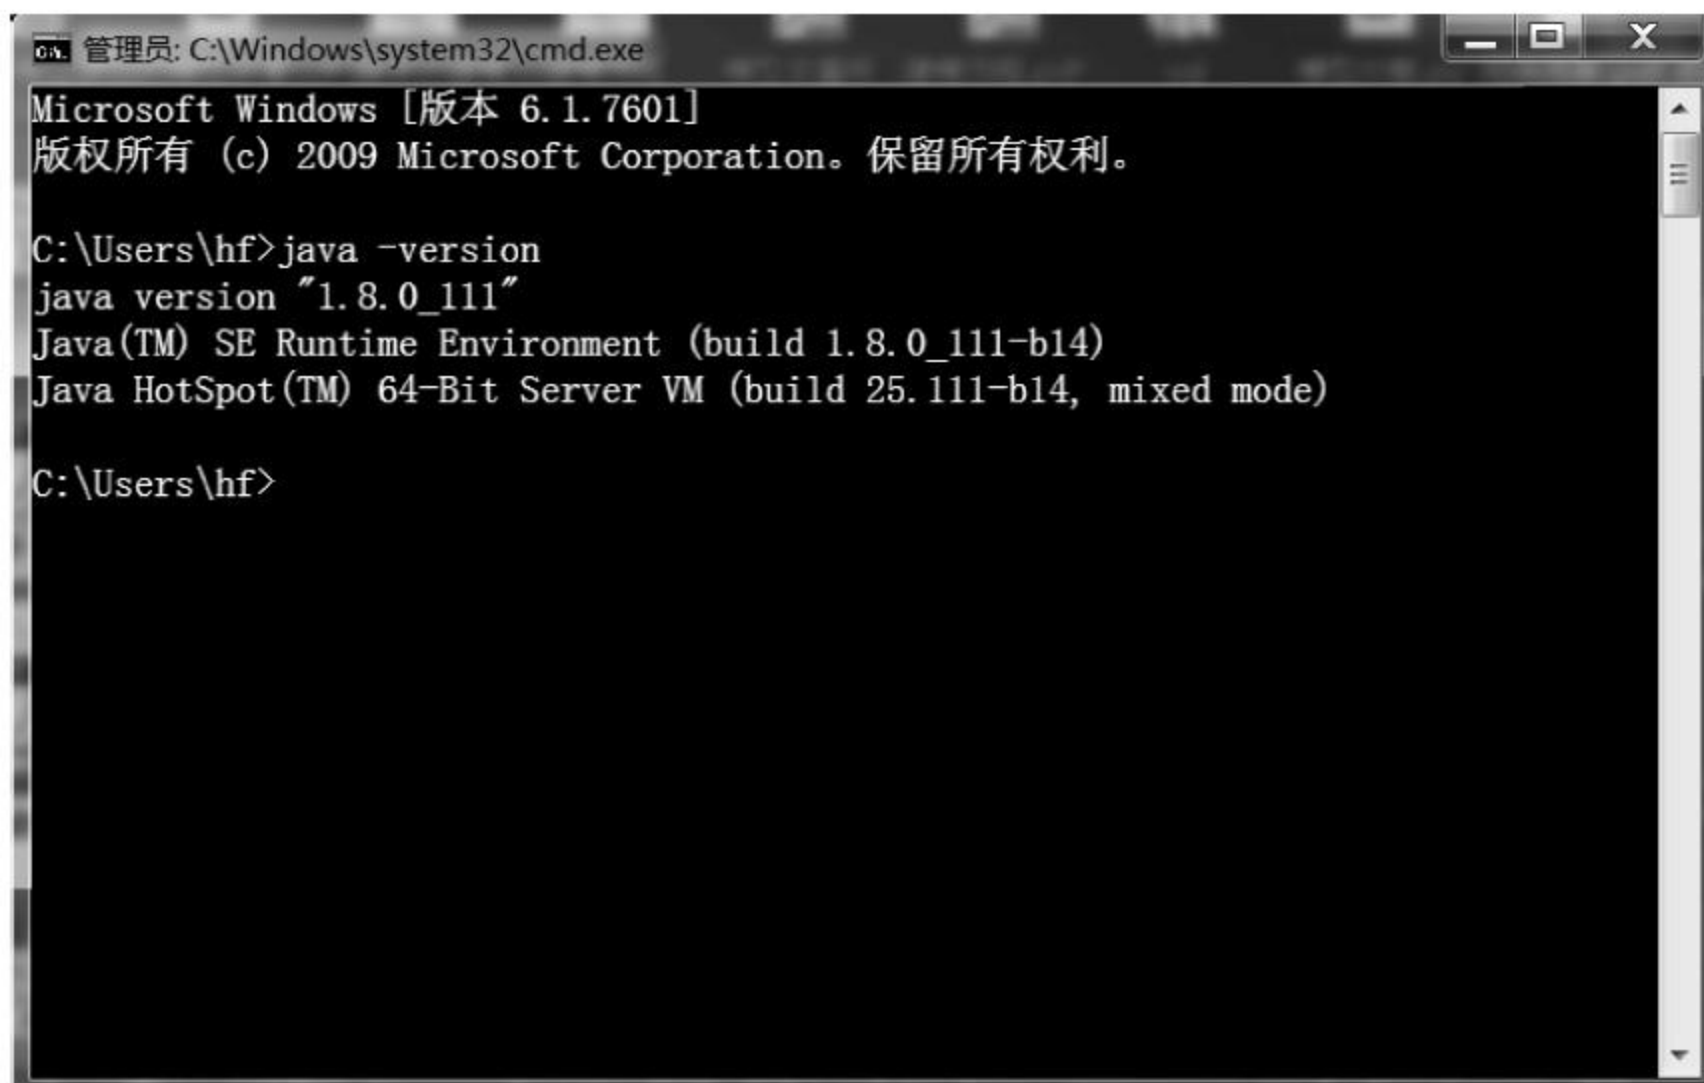 管理员: C:\Windows\system32\cmd.exe
Microsoft Windows [版本 6.1.7601]
版权所有 (c) 2009 Microsoft Corporation。保留所有权利。
C:\Users\hf>java -version
java version "1.8.0_111"
Java(TM) SE Runtime Environment (build 1.8.0_111-b14)
Java HotSpot(TM) 64-Bit Server VM (build 25.111-b14, mixed mode)
C:\Users\hf>